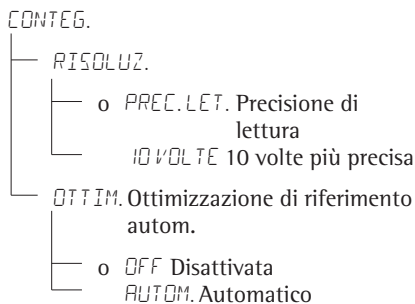 CONTEG.
RISOLUZ.
o PREC.LET. Precisione di
lettura
10 VOLTE 10 volte più precisa
OTTIM. Ottimizzazione di riferimento
autom.
o OFF Disattivata
AUTOM. Automatico